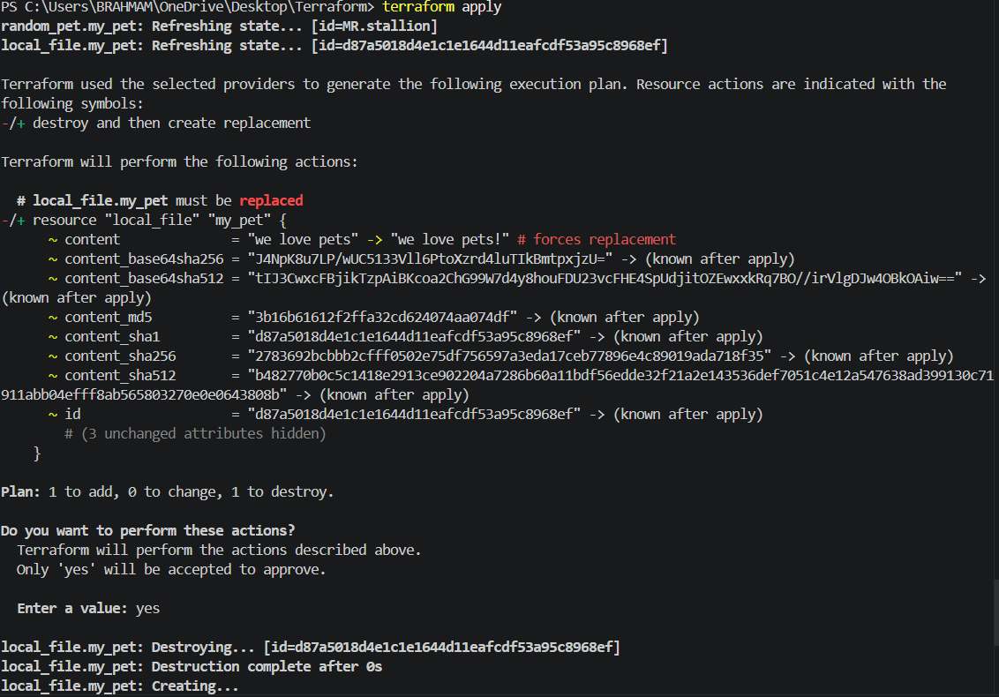 PS C:\Users\BRAHMAM\OneDrive\Desktop\Terraform> terraform apply
random_pet.my_pet: Refreshing state... [id=MR.stallion]
local_file.my_pet: Refreshing state... [id=d87a5018d4e1c1e1644d11eafcdf53a95c8968ef]
Terraform used the selected providers to generate the following execution plan. Resource actions are indicated with the
following symbols:
-/+ destroy and then create replacement
Terraform will perform the following actions:
# local_file.my_pet must be replaced
-/+ resource "local_file" "my_pet" {
~ content = "we love pets" -> "we love pets!" # forces replacement
~ content_base64sha256 = "J4NpK8u7LP/wUC5133Vll6PtoXzrd4luTIkBmtpxjzU=" -> (known after apply)
~ content_base64sha512 = "tIJ3CwxcFBjikTzpAiBKcoa2ChG99W7d4y8houFDU23vcFHE4SpUdjitOZEwxxkRq7BO//irVlgDJw4OBkOAiw==" ->
(known after apply)
~ content_md5 = "3b16b61612f2ffa32cd624074aa074df" -> (known after apply)
~ content_sha1 = "d87a5018d4e1c1e1644d11eafcdf53a95c8968ef" -> (known after apply)
~ content_sha256 = "2783692bcbbb2cfff0502e75df756597a3eda17ceb77896e4c89019ada718f35" -> (known after apply)
~ content_sha512 = "b482770b0c5c1418e2913ce902204a7286b60a11bdf56edde32f21a2e143536def7051c4e12a547638ad399130c71
911abb04efff8ab565803270e0e0643808b" -> (known after apply)
~ id = "d87a5018d4e1c1e1644d11eafcdf53a95c8968ef" -> (known after apply)
# (3 unchanged attributes hidden)
}
Plan: 1 to add, 0 to change, 1 to destroy.
Do you want to perform these actions?
Terraform will perform the actions described above.
Only 'yes' will be accepted to approve.
Enter a value: yes
local_file.my_pet: Destroying... [id=d87a5018d4e1c1e1644d11eafcdf53a95c8968ef]
local_file.my_pet: Destruction complete after 0s
local_file.my_pet: Creating...